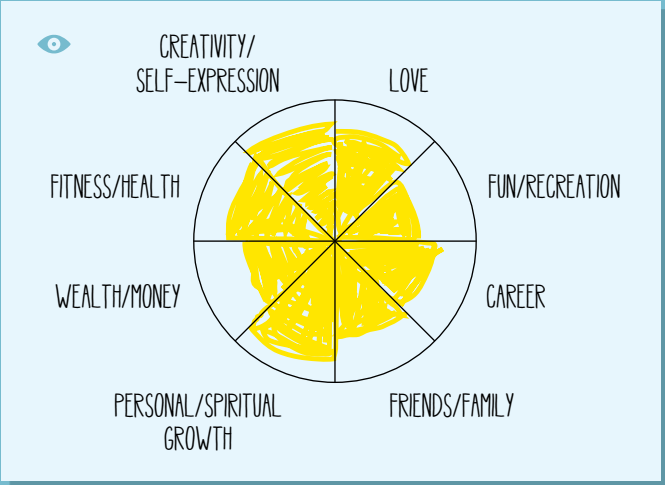 CREATIVITY/
SELF-EXPRESSION
LOVE
FITNESS/HEALTH
FUN/RECREATION
WEALTH/MONEY
CAREER
PERSONAL/SPIRITUAL
GROWTH
FRIENDS/FAMILY